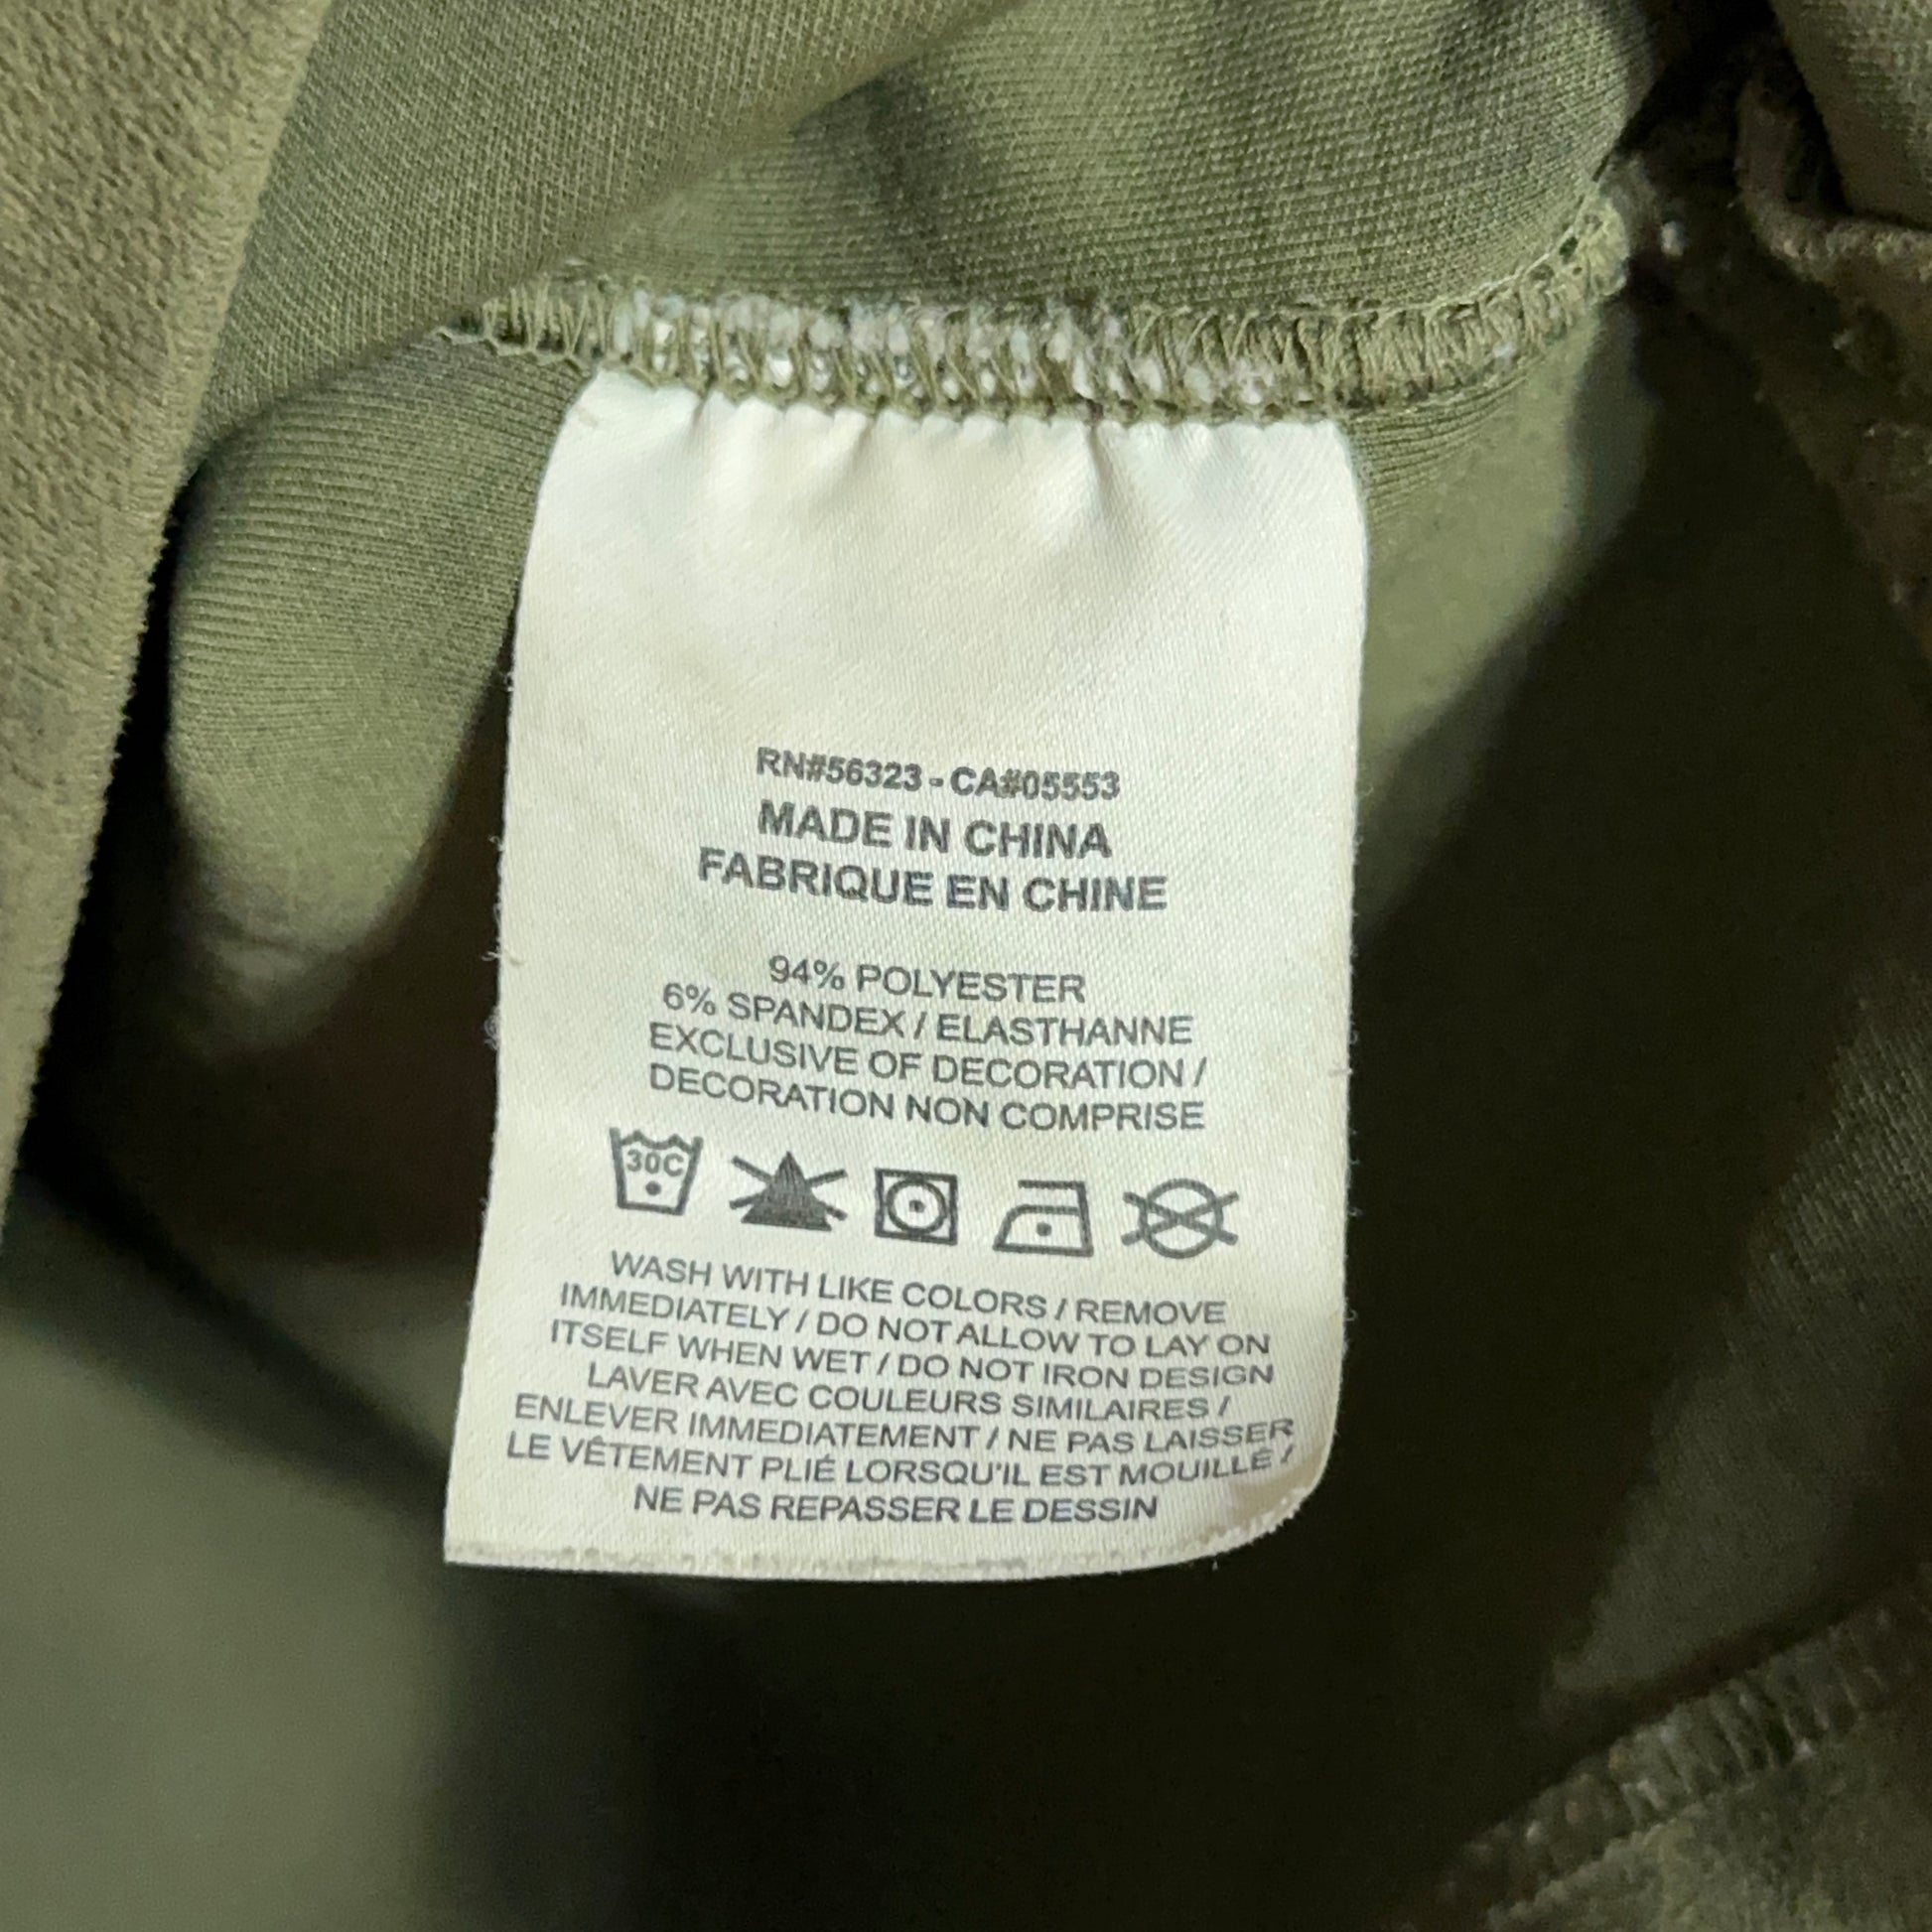 RN#56323 - CA#05553
MADE IN CHINA
FABRIQUE EN CHINE
94% POLYESTER
6% SPANDEX / ELASTHANNE
EXCLUSIVE OF DECORATION /
DECORATION NON COMPRISE
30C
WASH WITH LIKE COLORS / REMOVE
IMMEDIATELY / DO NOT ALLOW TO LAY ON
ITSELF WHEN WET / DO NOT IRON DESIGN
LAVER AVEC COULEURS SIMILAIRES /
ENLEVER IMMEDIATEMENT / NE PAS LAISSER
LE VÊTEMENT PLIÉ LORSQU'IL EST MOUILLÉ /
NE PAS REPASSER LE DESSIN